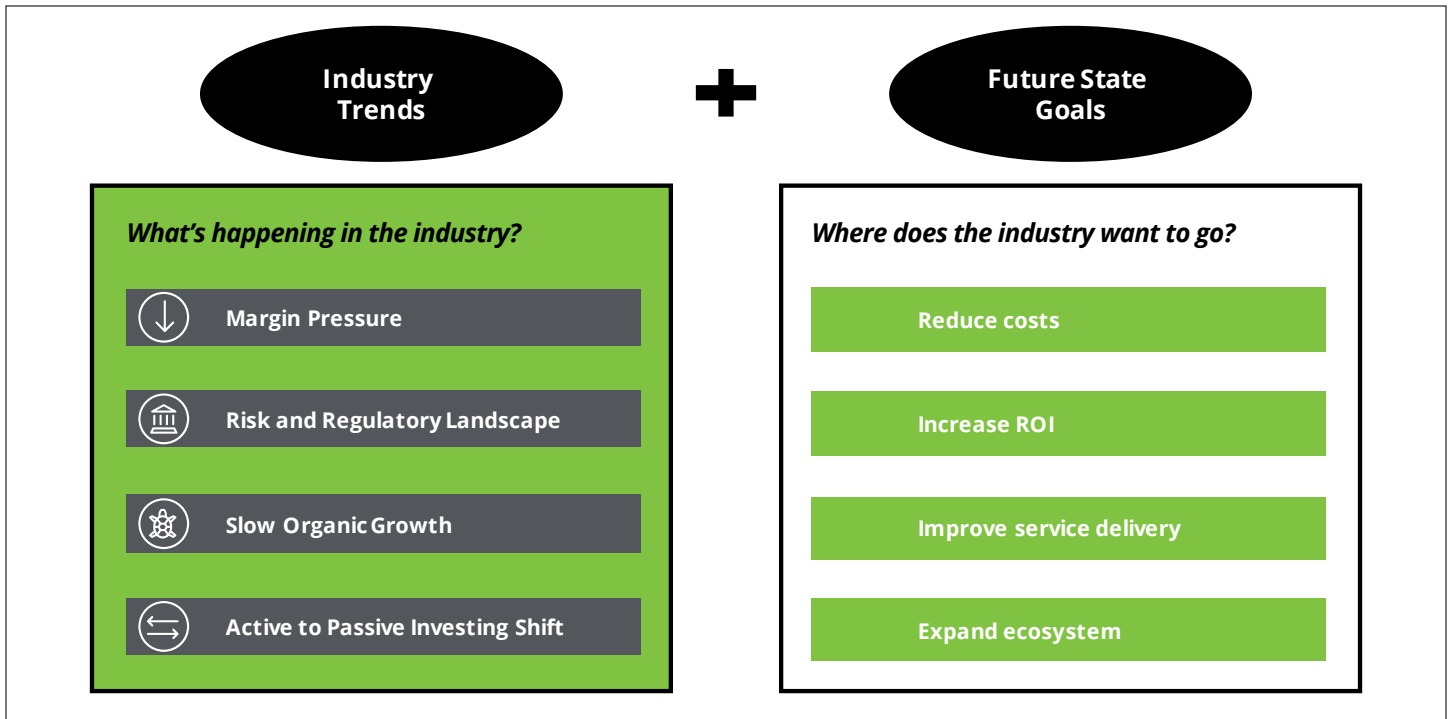 Industry
Trends
+
Future State
Goals
What's happening in the industry?
Margin Pressure
Risk and Regulatory Landscape
Slow Organic Growth
Active to Passive Investing Shift
Where does the industry want to go?
Reduce costs
Increase ROI
Improve service delivery
Expand ecosystem